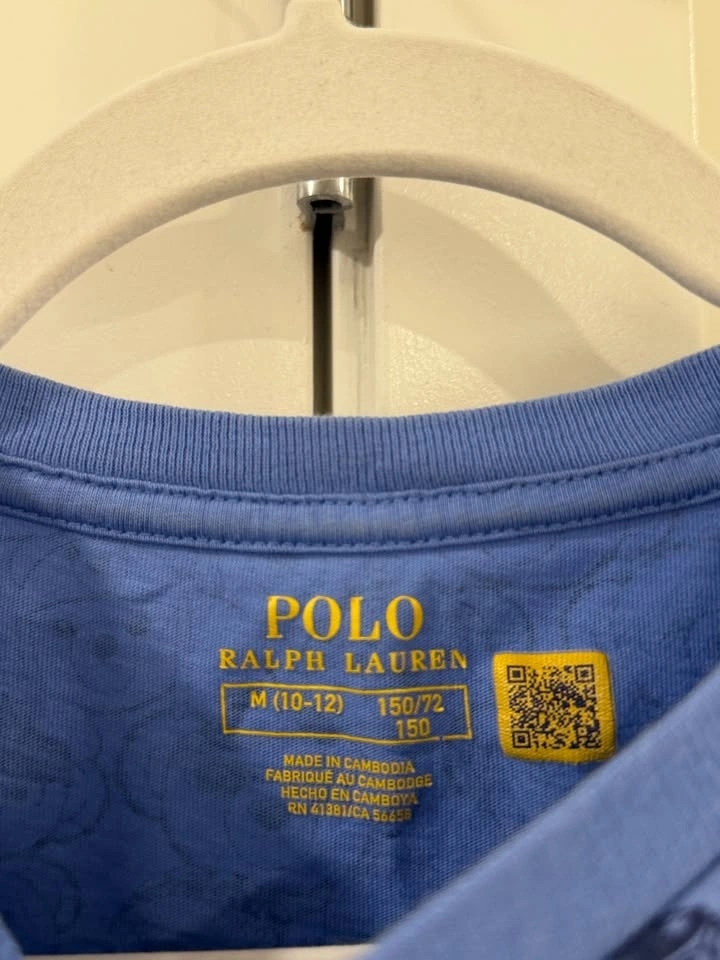 POLO
RALPH LAUREN
M (10-12) 150/72
150
MADE IN CAMBODIA
FABRIQUÉ AU CAMBODGE
HECHO EN CAMBOYA
RN 41381/CA 56658